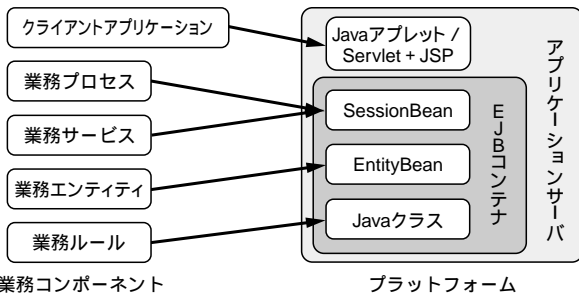 クライアントアプリケーション
業務プロセス
業務サービス
業務エンティティ
業務ルール
業務コンポーネント
Javaアプレット /
Servlet + JSP
SessionBean
EntityBean
Javaクラス
EJBコンテナ
アプリケーションサーバ
プラットフォーム